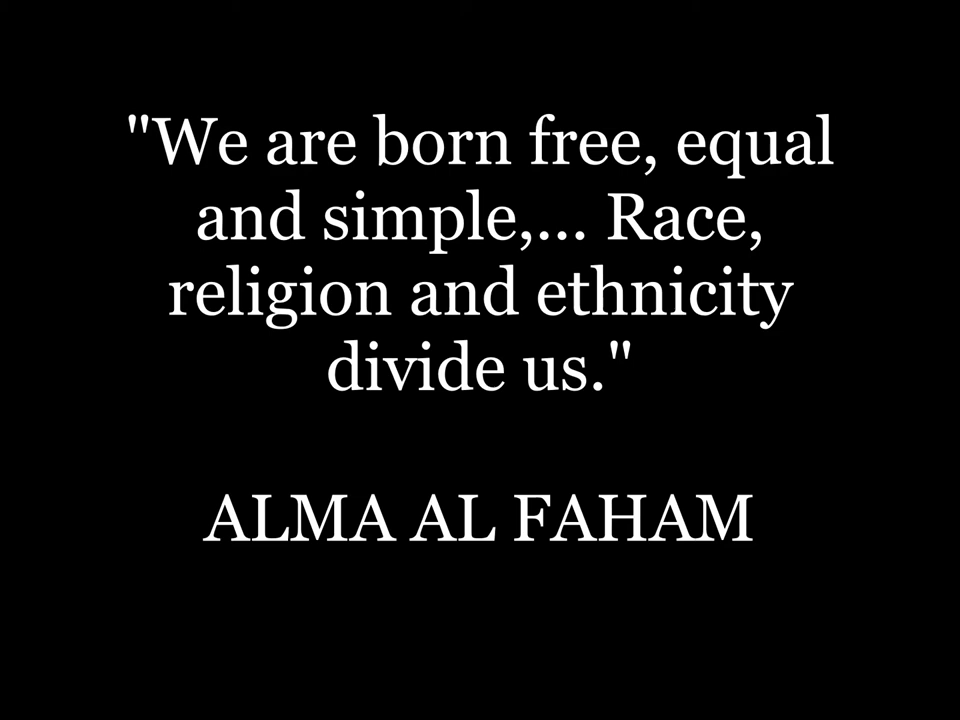 "We are born free, equal
and simple,... Race,
religion and ethnicity
divide us."
ALMA AL FAHAM